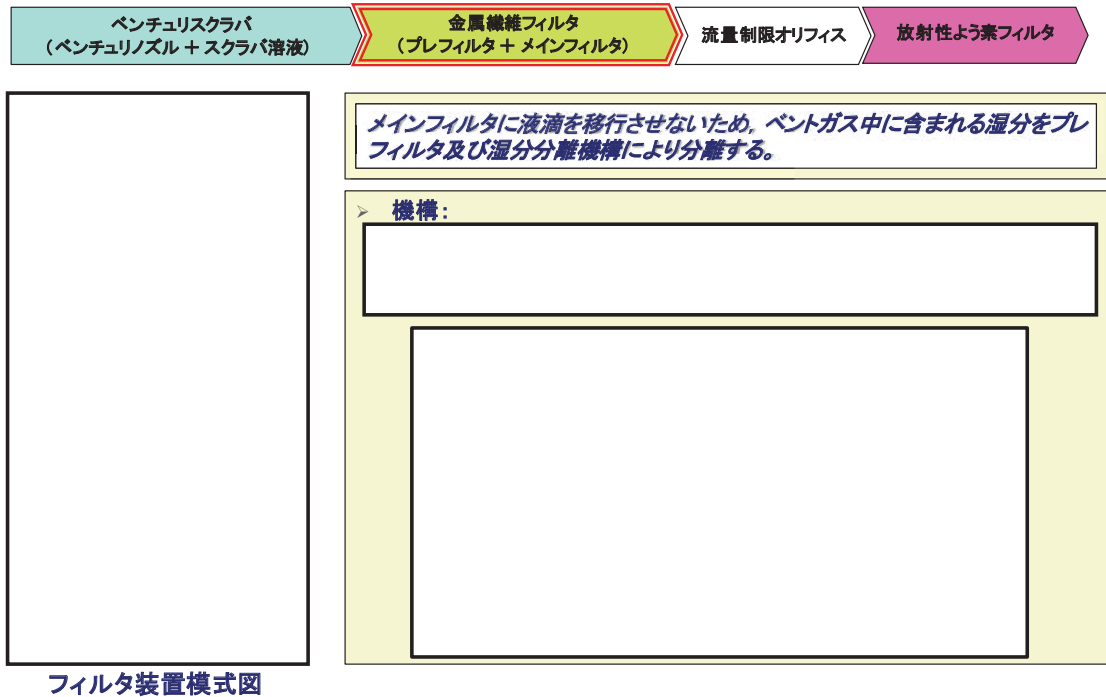 ベンチュリスクラバ
(ベンチュリノズル + スクラバ溶液)
金属繊維フィルタ
(プレフィルタ + メインフィルタ)
流量制限オリフィス
放射性よう素フィルタ
メインフィルタに液滴を移行させないため, ベントガス中に含まれる湿分をプレ
フィルタ及び湿分分離機構により分離する。
➢ 機構:
フィルタ装置模式図